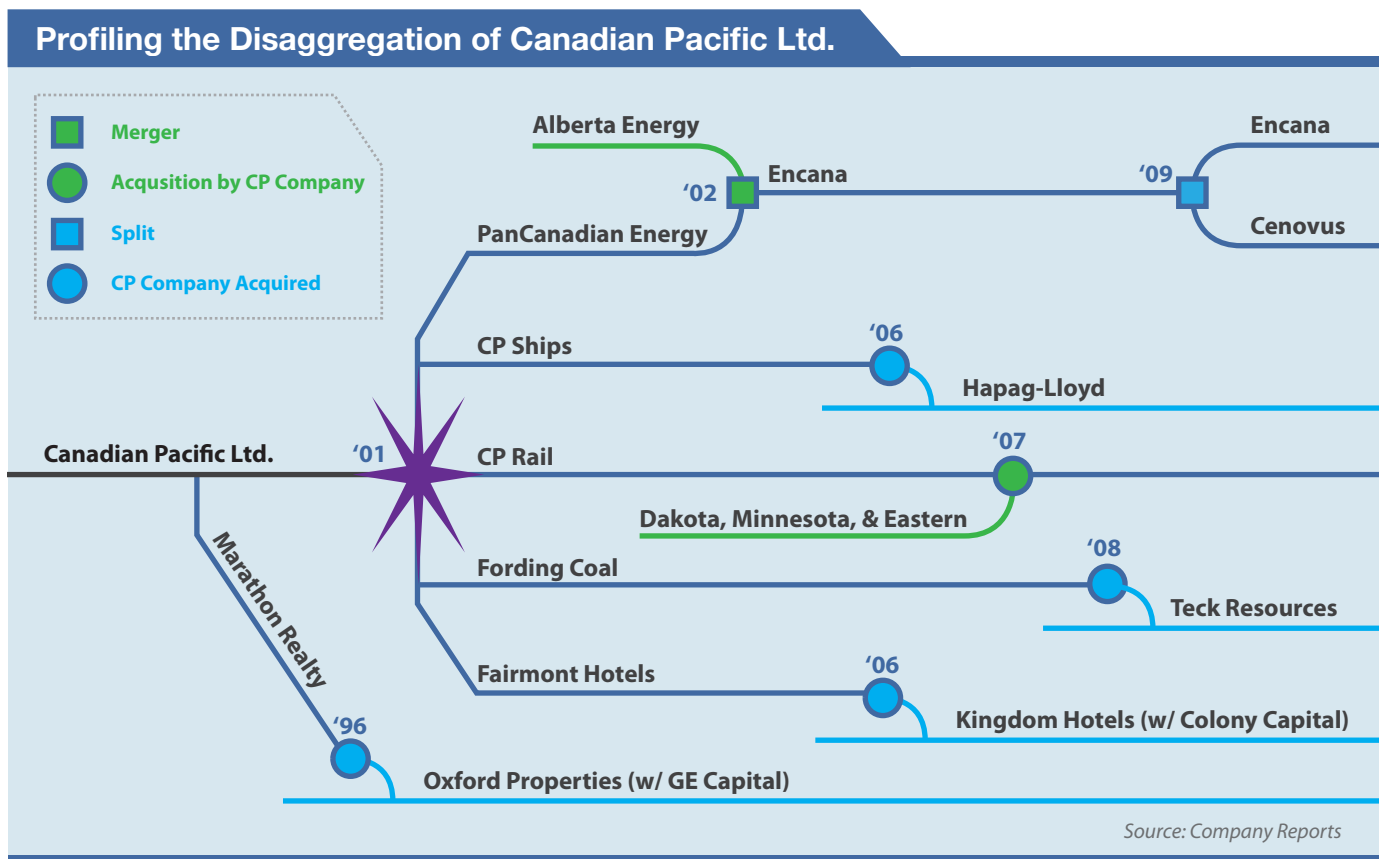 Profiling the Disaggregation of Canadian Pacific Ltd.
Merger
Acqusition by CP Company
Split
CP Company Acquired
Alberta Energy
‘02
Encana
PanCanadian Energy
‘09
Encana
Cenovus
CP Ships
‘06
Hapag-Lloyd
Canadian Pacific Ltd.
‘01
CP Rail
‘07
Dakota, Minnesota, & Eastern
Fording Coal
‘08
Teck Resources
Marathon Realty
Fairmont Hotels
‘06
Kingdom Hotels (w/ Colony Capital)
‘96
Oxford Properties (w/ GE Capital)
Source: Company Reports